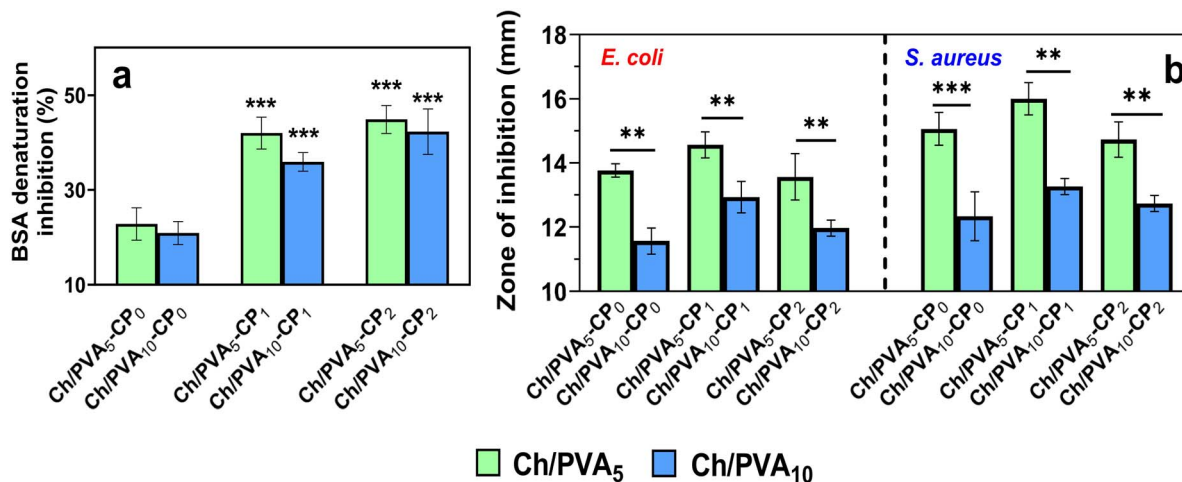 a
BSA denaturation
inhibition (%)
50
30
10
***
***
***
***
Ch/PVA₅-CP₀
Ch/PVA₁₀-CP₀
Ch/PVA₅-CP₁
Ch/PVA₁₀-CP₁
Ch/PVA₅-CP₂
Ch/PVA₁₀-CP₂
b
Zone of inhibition (mm)
18
16
14
12
10
E. coli
S. aureus
**
**
**
***
**
**
Ch/PVA₅-CP₀
Ch/PVA₁₀-CP₀
Ch/PVA₅-CP₁
Ch/PVA₁₀-CP₁
Ch/PVA₅-CP₂
Ch/PVA₁₀-CP₂
Ch/PVA₅-CP₀
Ch/PVA₁₀-CP₀
Ch/PVA₅-CP₁
Ch/PVA₁₀-CP₁
Ch/PVA₅-CP₂
Ch/PVA₁₀-CP₂
Ch/PVA₅ Ch/PVA₁₀